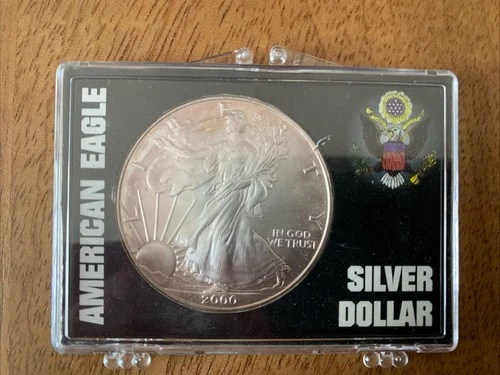 AMERICAN EAGLE
LIBERTY
IN GOD
WE TRUST
2000
SILVER
DOLLAR